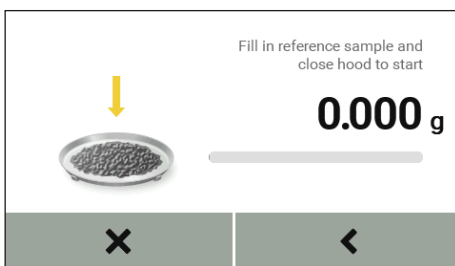 Fill in reference sample and
close hood to start
0.000 g